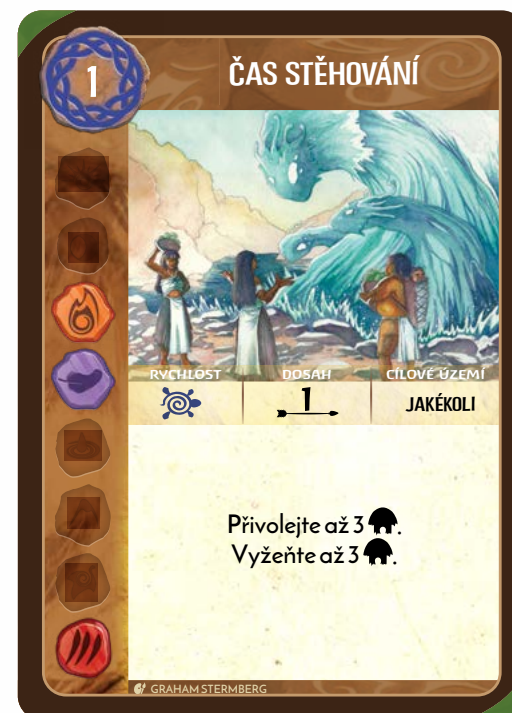 1
ČAS STĚHOVÁNÍ
RYCHLOST DOSAH CÍLOVÉ ÚZEMÍ
1 JAKÉKOLI
Přivolejte až 3 .
Vyžeňte až 3 .
GRAHAM STERMBERG